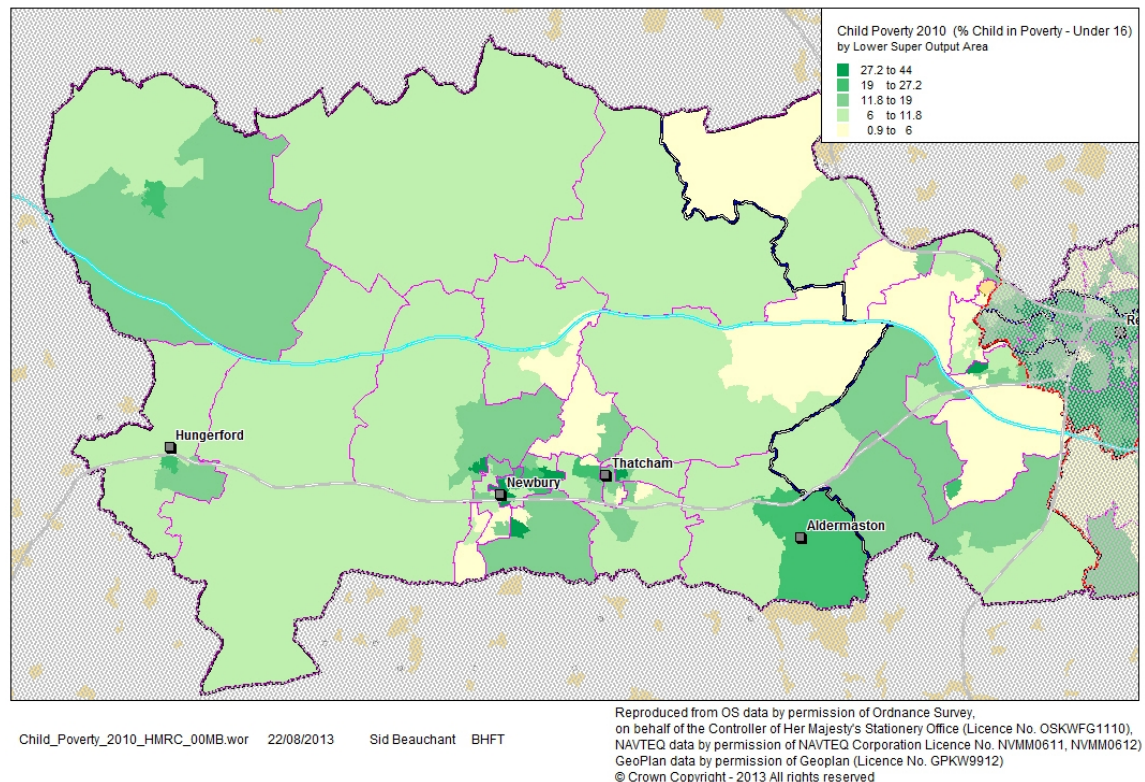 Child Poverty 2010 (% Child in Poverty - Under 16)
by Lower Super Output Area
27.2 to 44
19 to 27.2
11.8 to 19
6 to 11.8
0.9 to 6
Re
Hungerford
Thatcham
Newbury
Aldermaston
Reproduced from OS data by permission of Ordnance Survey,
on behalf of the Controller of Her Majesty's Stationery Office (Licence No. OSKWFG1110),
Child_Poverty_2010_HMRC_00MB.wor 22/08/2013 Sid Beauchant BHFT
NAVTEQ data by permission of NAVTEQ Corporation Licence No. NVMM0611, NVMM0612)
GeoPlan data by permission of Geoplan (Licence No. GPKW9912)
© Crown Copyright - 2013 All rights reserved